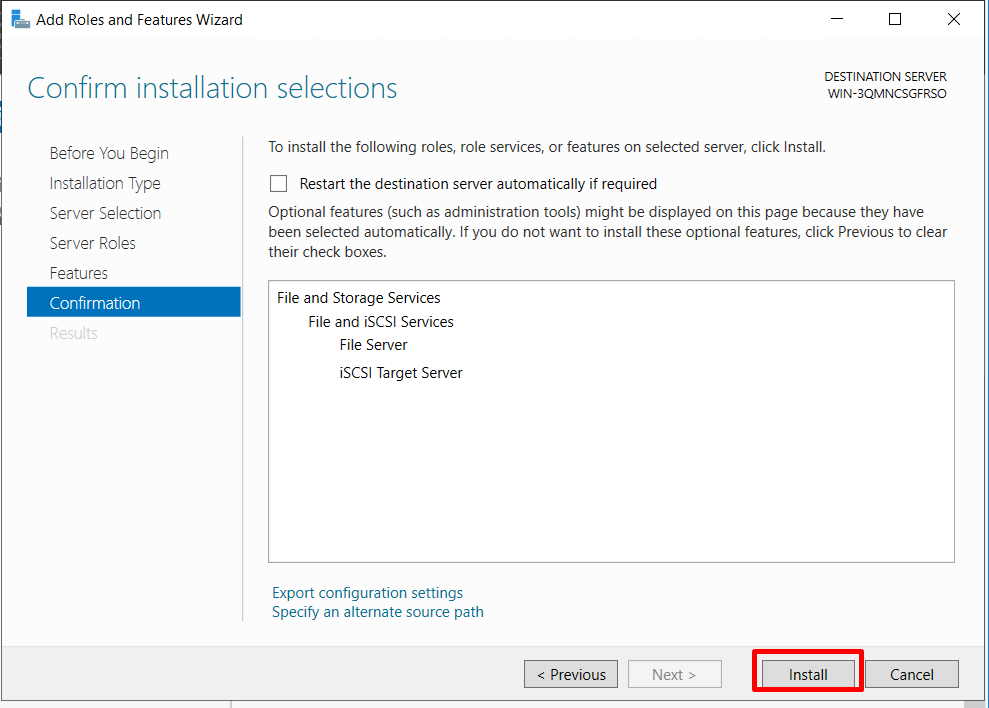 Add Roles and Features Wizard
Confirm installation selections
DESTINATION SERVER
WIN-3QMNCSGFRSO
Before You Begin
Installation Type
Server Selection
Server Roles
Features
Confirmation
Results
To install the following roles, role services, or features on selected server, click Install.
Restart the destination server automatically if required
Optional features (such as administration tools) might be displayed on this page because they have
been selected automatically. If you do not want to install these optional features, click Previous to clear
their check boxes.
File and Storage Services
File and iSCSI Services
File Server
iSCSI Target Server
Export configuration settings
Specify an alternate source path
< Previous
Next >
Install
Cancel